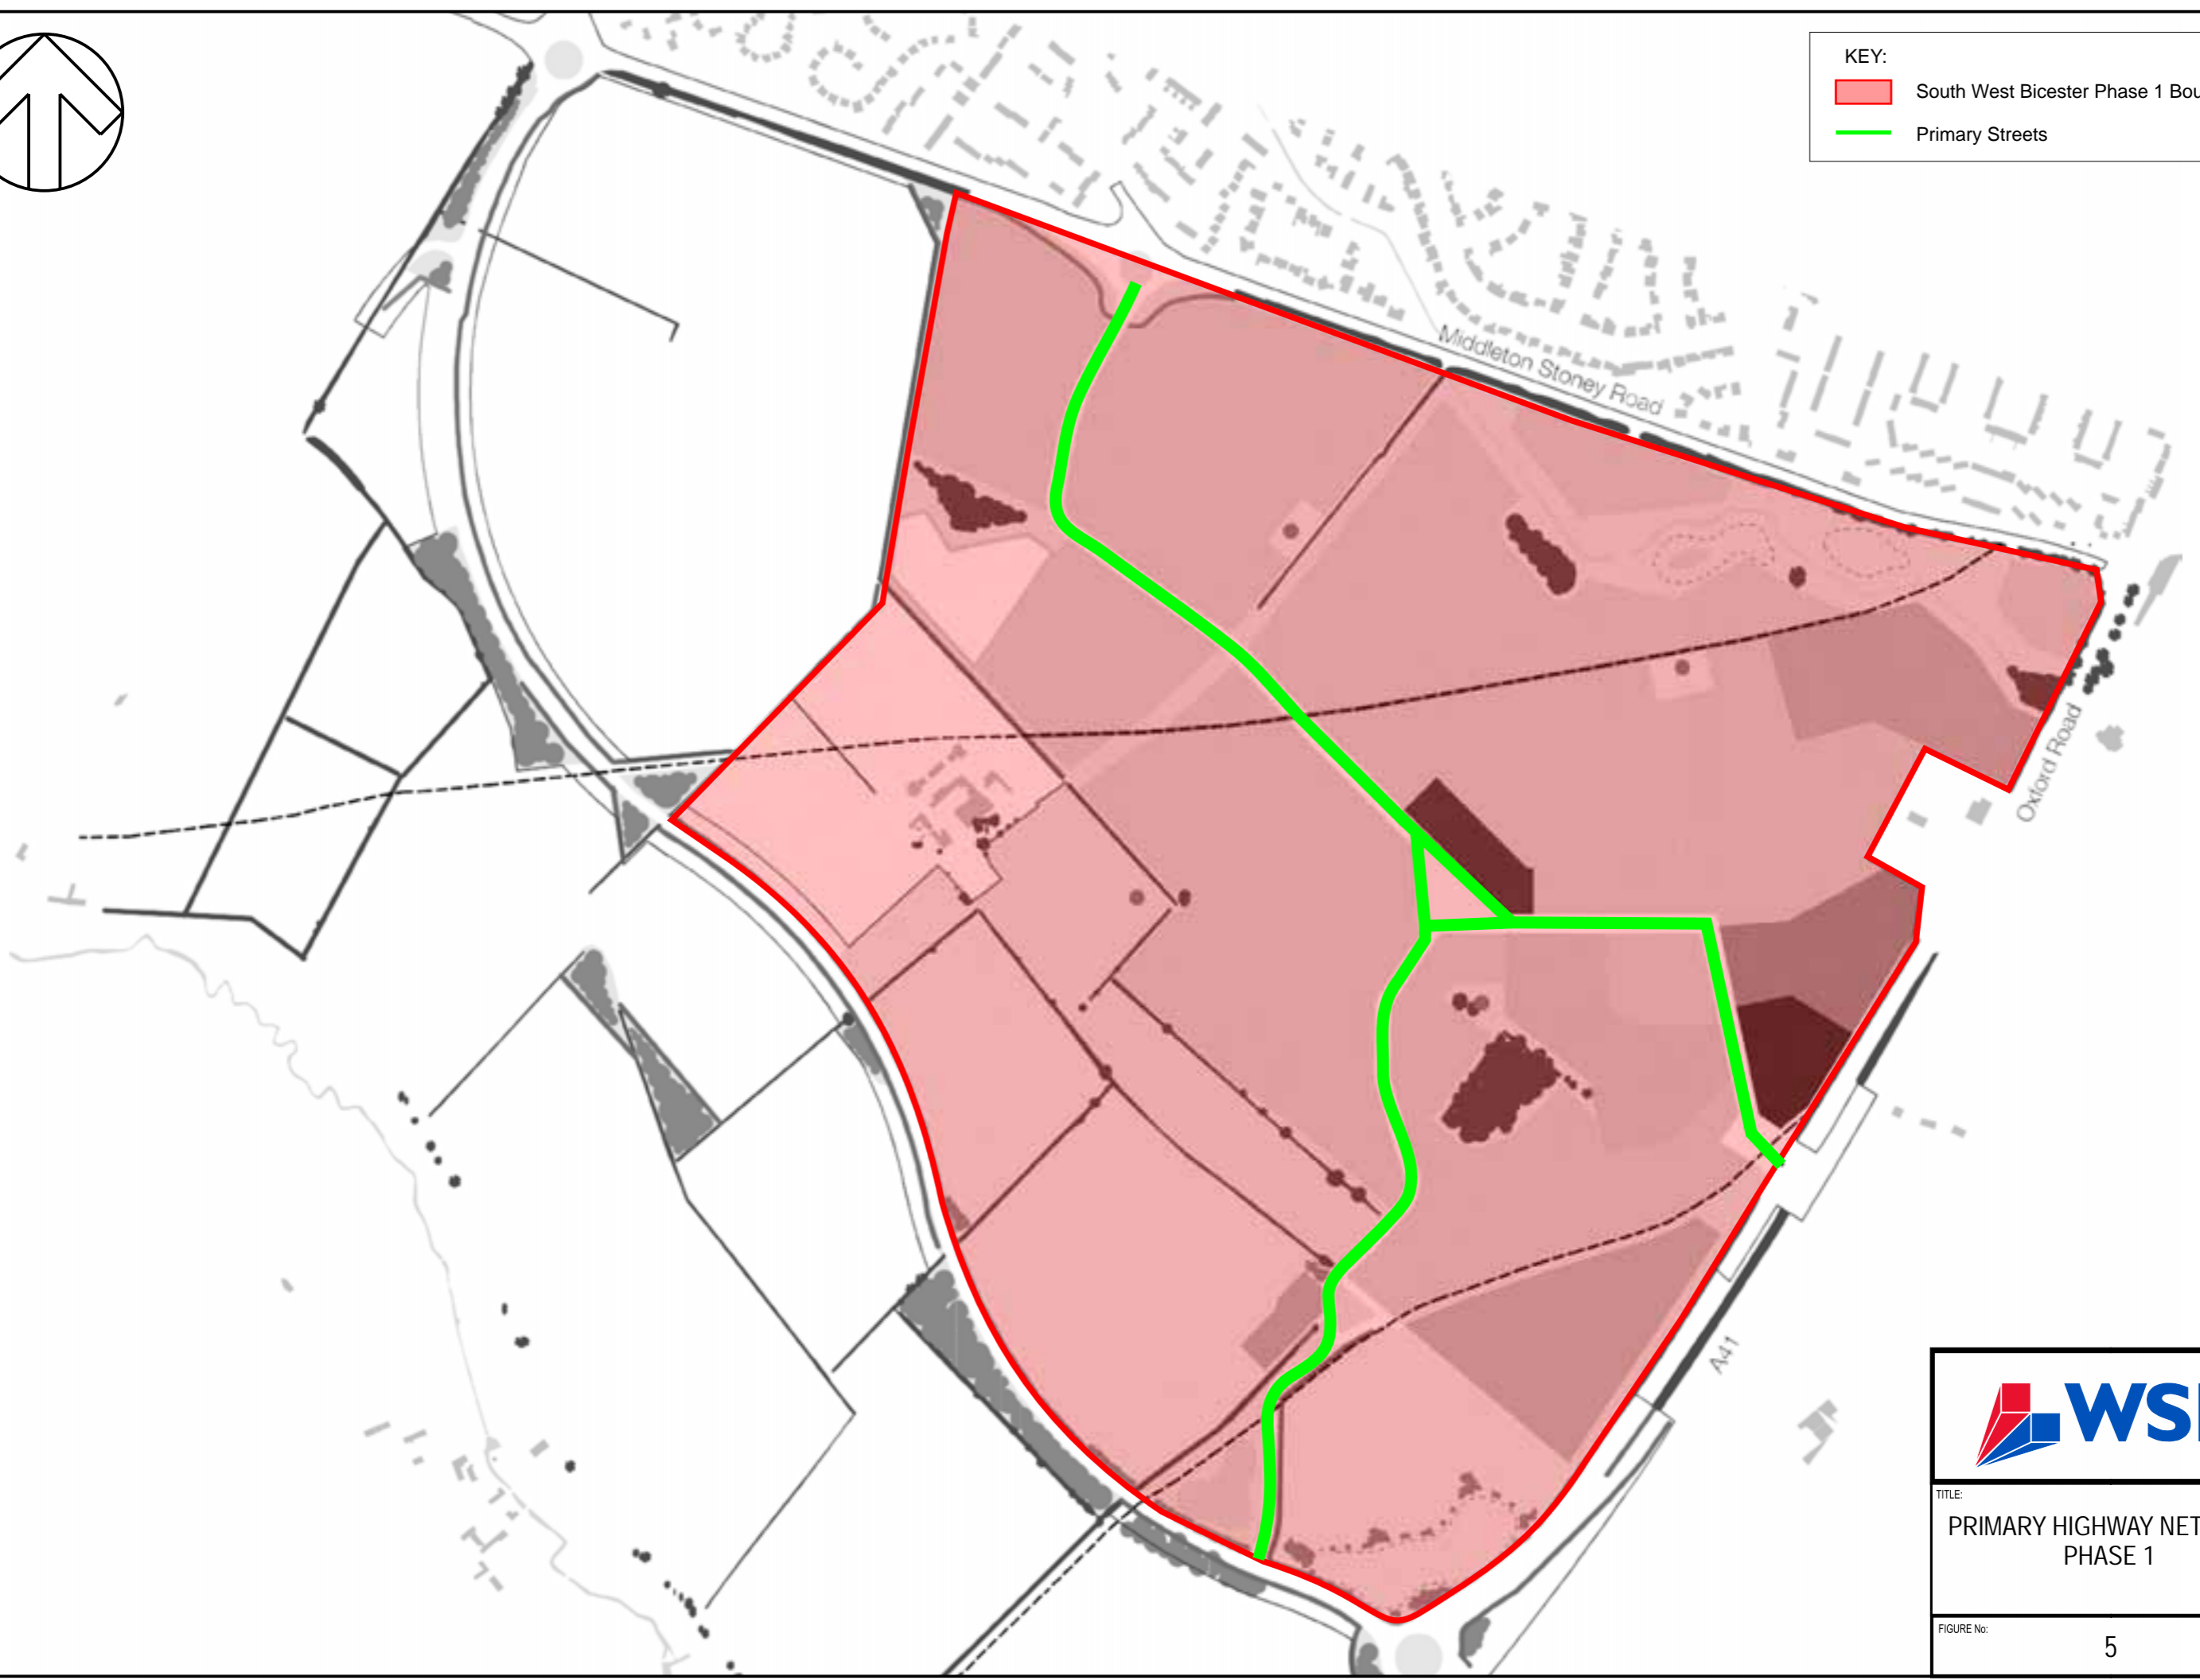 KEY:
South West Bicester Phase 1 Bou
Primary Streets
Middleton Stoney Road
Oxford Road
A41
WS
TITLE:
PRIMARY HIGHWAY NET
PHASE 1
FIGURE No:
5